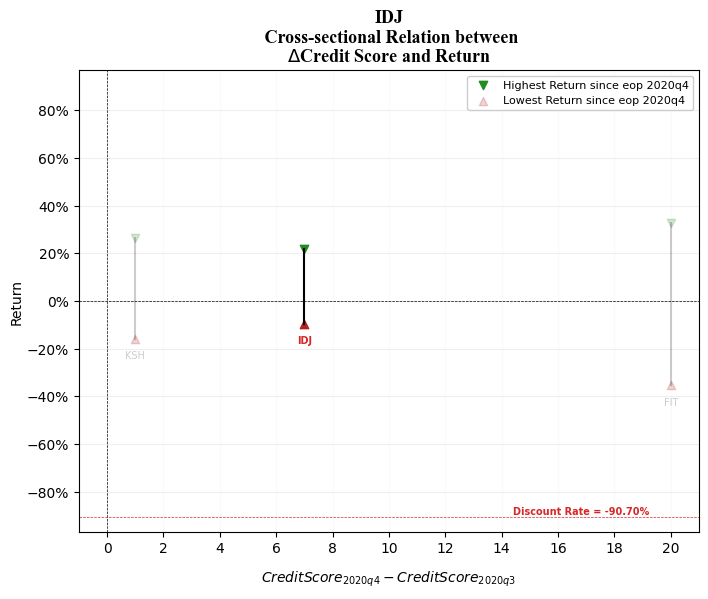 IDJ
Cross-sectional Relation between
ΔCredit Score and Return
Highest Return since eop 2020q4
Lowest Return since eop 2020q4
80%
60%
40%
20%
0%
−20%
−40%
−60%
−80%
Return
KSH
IDJ
FIT
Discount Rate = -90.70%
0 2 4 6 8 10 12 14 16 18 20
CreditScore2020q4 − CreditScore2020q3